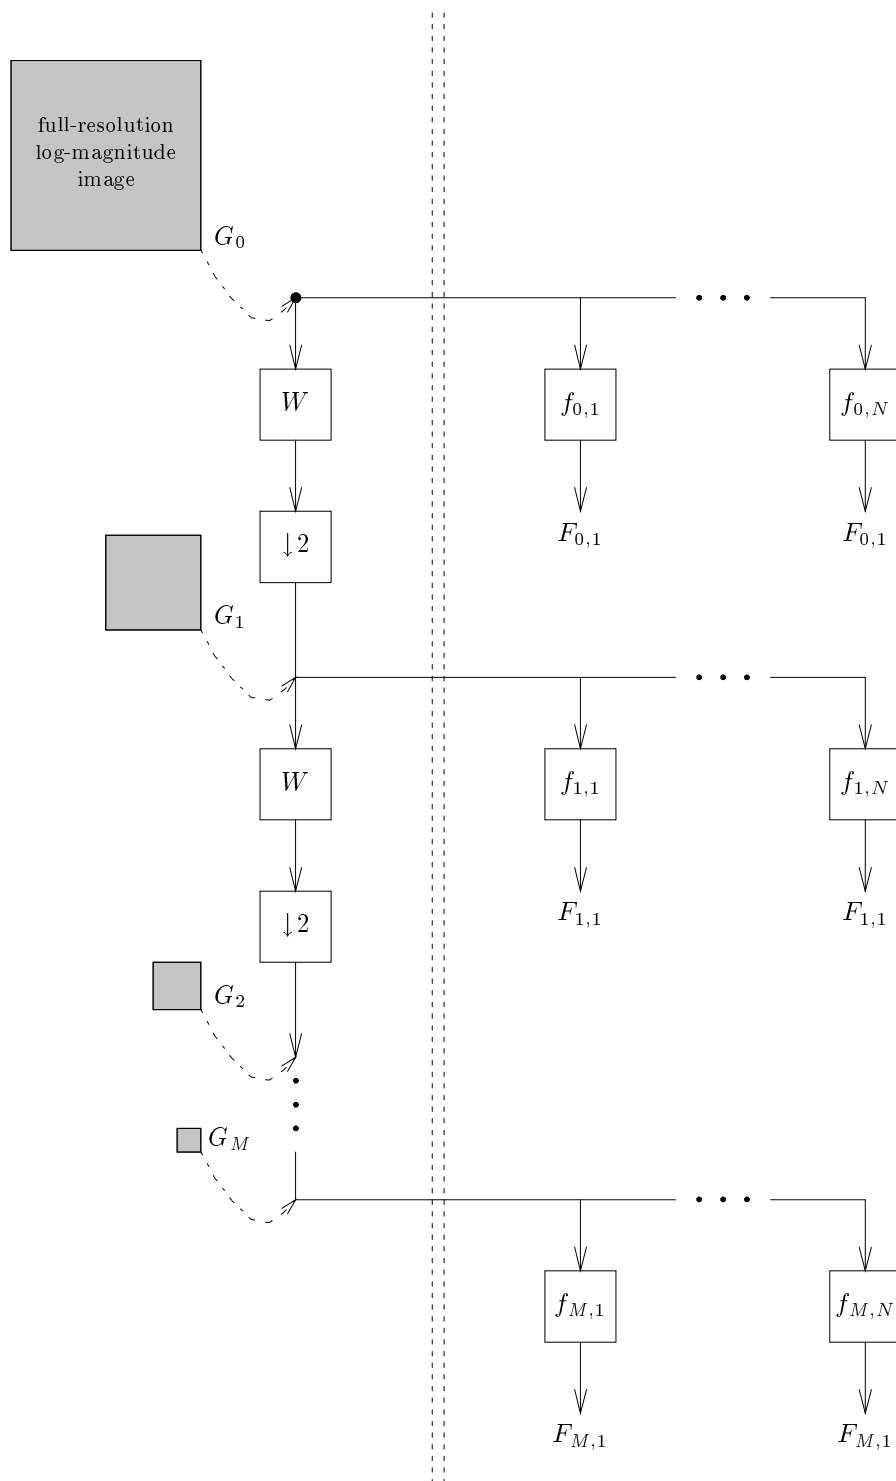 full-resolution
log-magnitude
image
G0
W
f0,1
f0,N
↓2
F0,1
F0,1
G1
W
f1,1
f1,N
↓2
F1,1
F1,1
G2
GM
fM,1
fM,N
FM,1
FM,1